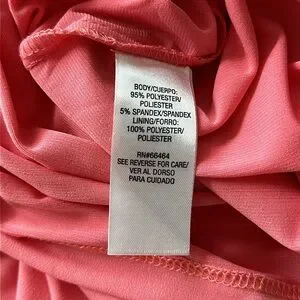 BODY/CUERPO:
95% POLYESTER/
POLIESTER
5% SPANDEX/SPANDEX
LINING/FORRO:
100% POLYESTER/
POLIESTER
RN#66464
SEE REVERSE FOR CARE/
VER AL DORSO
PARA CUIDADO